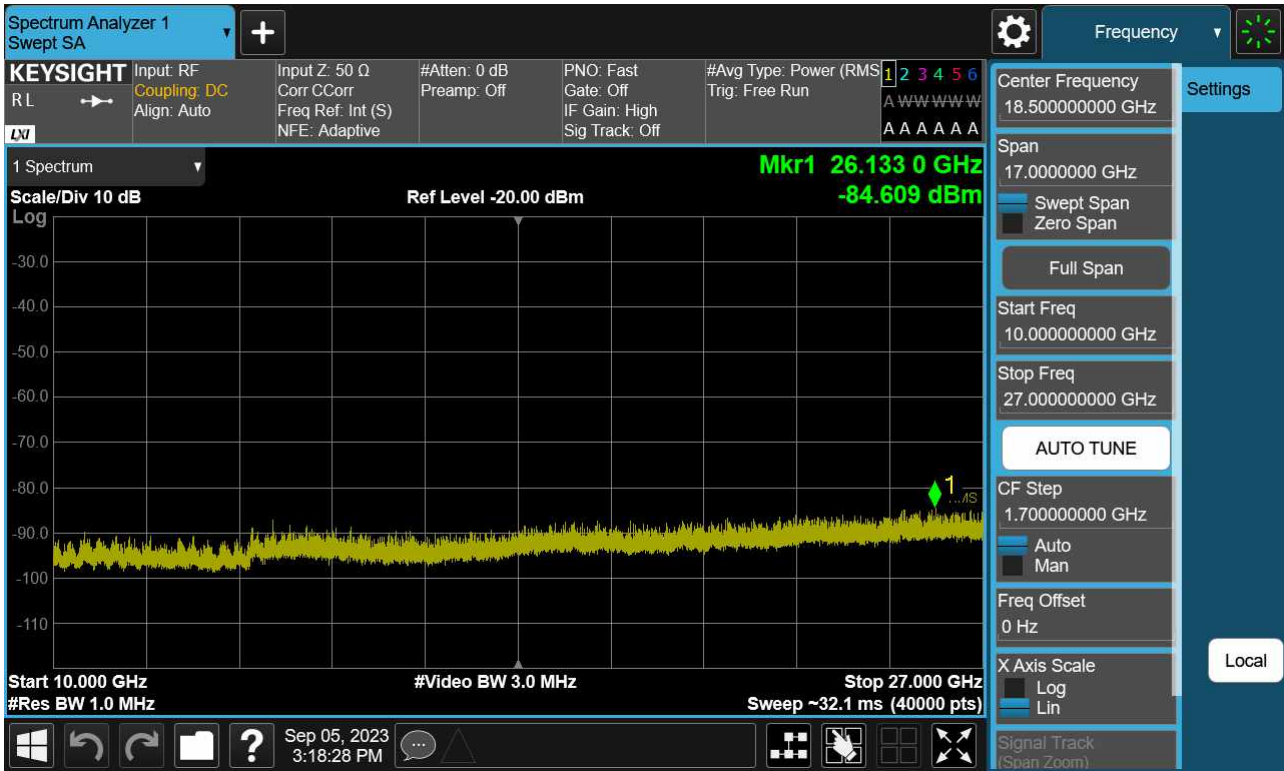 Spectrum Analyzer 1
Swept SA
+
Frequency
KEYSIGHT
R L
LXI
Input: RF
Coupling: DC
Align: Auto
Input Z: 50 Ω
Corr CCorr
Freq Ref: Int (S)
NFE: Adaptive
#Atten: 0 dB
Preamp: Off
PNO: Fast
Gate: Off
IF Gain: High
Sig Track: Off
#Avg Type: Power (RMS
Trig: Free Run
1 2 3 4 5 6
A W W W W W
A A A A A A
1 Spectrum
Scale/Div 10 dB
Log
Ref Level -20.00 dBm
Mkr1 26.133 0 GHz
-84.609 dBm
-30.0
-40.0
-50.0
-60.0
-70.0
-80.0
-90.0
-100
-110
1
Start 10.000 GHz
#Res BW 1.0 MHz
#Video BW 3.0 MHz
Stop 27.000 GHz
Sweep ~32.1 ms (40000 pts)
Center Frequency
18.500000000 GHz
Span
17.0000000 GHz
Swept Span
Zero Span
Full Span
Start Freq
10.000000000 GHz
Stop Freq
27.000000000 GHz
AUTO TUNE
CF Step
1.700000000 GHz
Auto
Man
Freq Offset
0 Hz
X Axis Scale
Log
Lin
Signal Track
(Span Zoom)
Settings
Local
?
Sep 05, 2023
3:18:28 PM